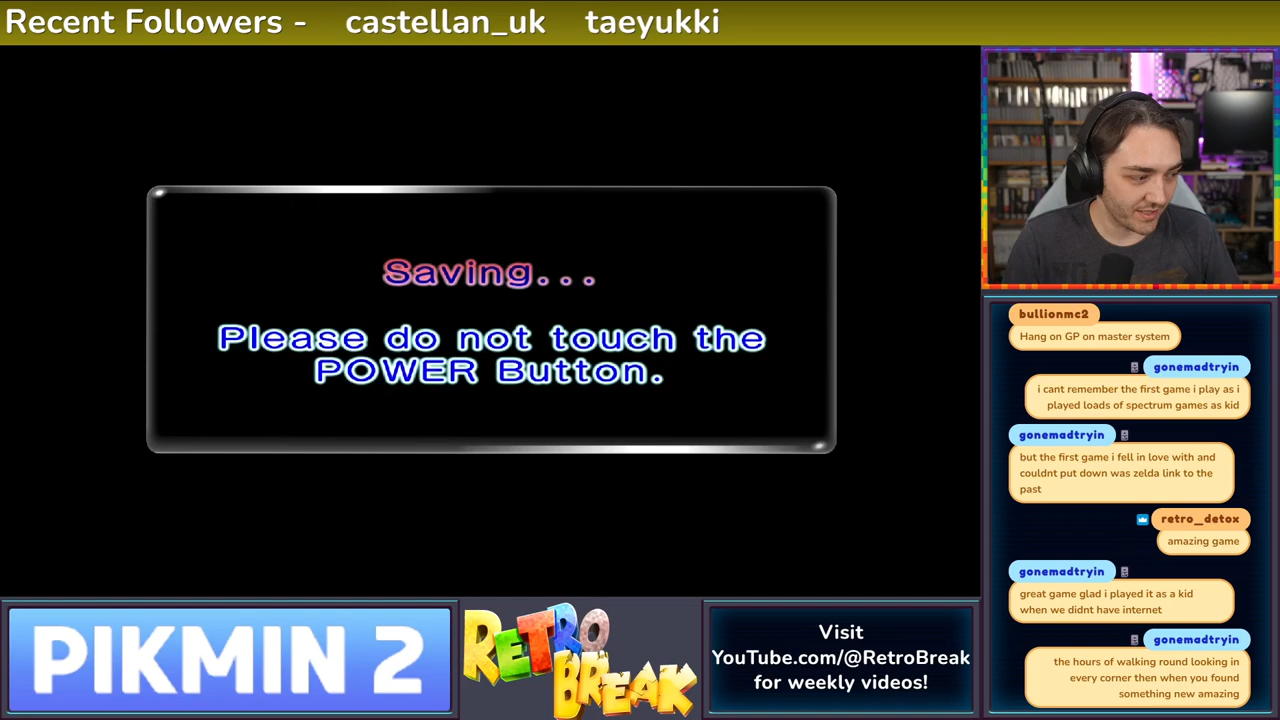 Recent Followers - castellan_uk taeyukki
Saving...
Please do not touch the
POWER Button.
bullionmc2
Hang on GP on master system
gonemadtryin
i cant remember the first game i play as i
played loads of spectrum games as kid
gonemadtryin
but the first game i fell in love with and
couldnt put down was zelda link to the
past
retro_detox
amazing game
gonemadtryin
great game glad i played it as a kid
when we didnt have internet
gonemadtryin
the hours of walking round looking in
every corner then when you found
something new amazing
PIKMIN 2
RETRO
BREAK
Visit
YouTube.com/@RetroBreak
for weekly videos!